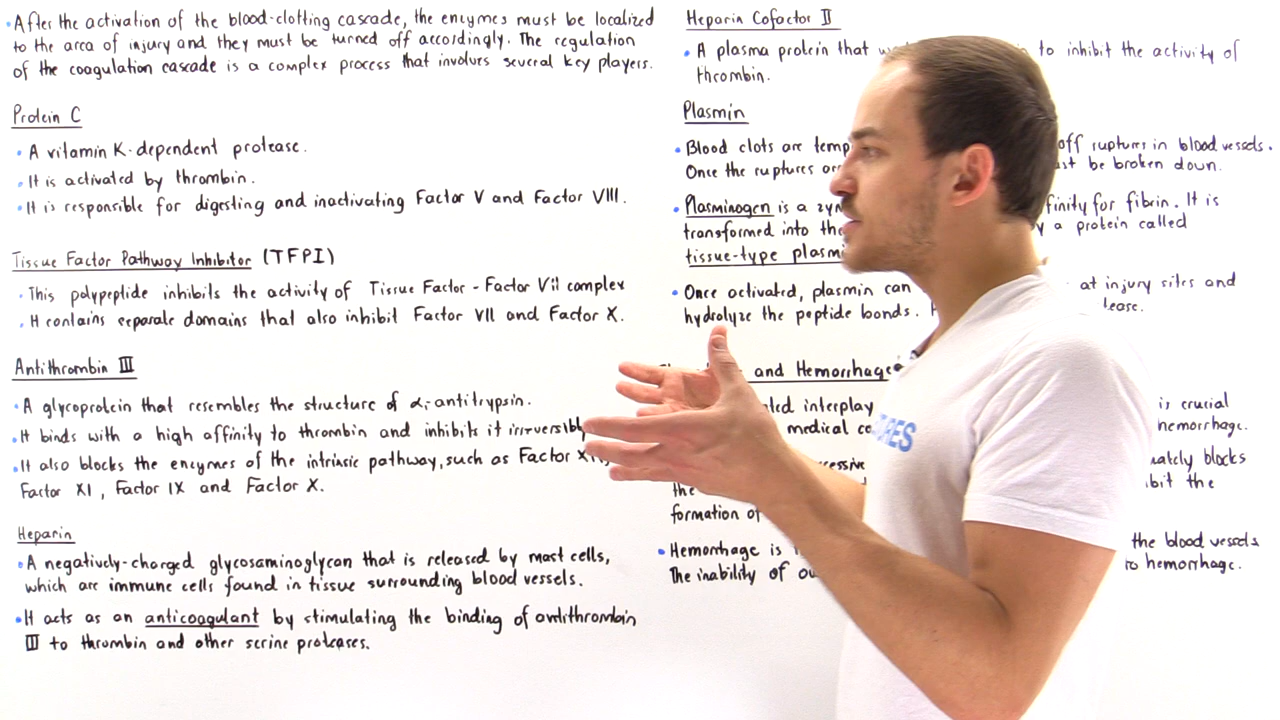 After the activation of the blood-clotting cascade, the enzymes must be localized
to the area of injury and they must be turned off accordingly. The regulation
of the coagulation cascade is a complex process that involves several key players.
Protein C
A vitamin K-dependent protease.
It is activated by thrombin.
It is responsible for digesting and inactivating Factor V and Factor VIII.
Tissue Factor Pathway Inhibitor (TFPI)
This polypeptide inhibits the activity of Tissue Factor - Factor VII complex
It contains separate domains that also inhibit Factor VII and Factor X.
Antithrombin III
A glycoprotein that resembles the structure of α1-antitrypsin.
It binds with a high affinity to thrombin and inhibits it irreversibly
It also blocks the enzymes of the intrinsic pathway, such as Factor
Factor XI, Factor IX and Factor X.
Heparin
A negatively-charged glycosaminoglycan that is released by mast cells,
which are immune cells found in tissue surrounding blood vessels.
It acts as an anticoagulant by stimulating the binding of antithrombin
III to thrombin and other serine proteases.
Heparin Cofactor II
A plasma protein that to inhibit the activity of
thrombin.
Plasmin
Blood clots are off rupture in blood vessels.
Once the ruptures be broken down.
Plasminogen is a for fibrin. It is
transformed into a protein called
tissue-type
Once activated, plasmin can at injury sites and
hydrolyze the peptide bonds.
and Hemorrhage
interplay is crucial
medical hemorrhage.
blocks
the the
formation of
Hemorrhage is the blood vessels
The inability of to hemorrhage.
URES